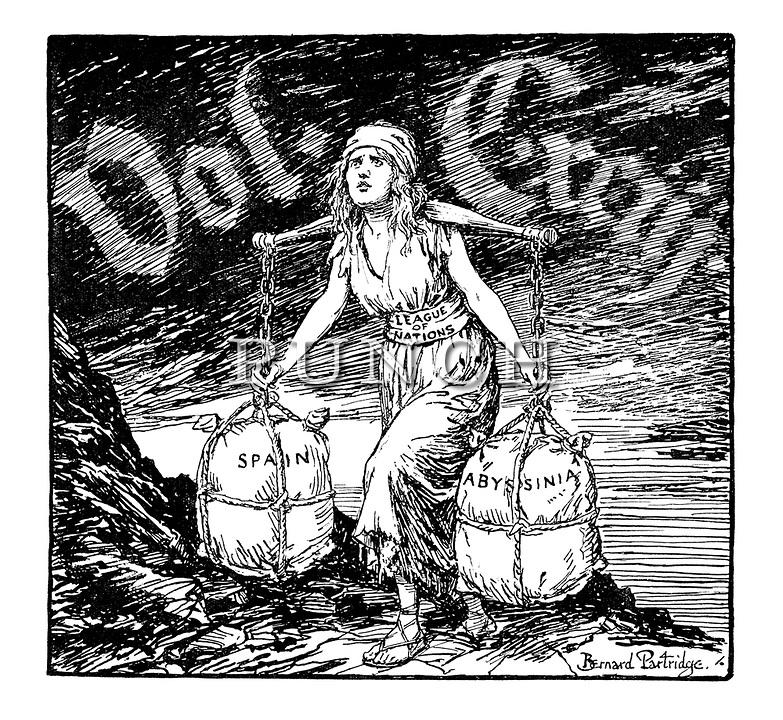 LEAGUE
OF
NATIONS
PUNCH
SPAIN
ABYSSINIA
Bernard Partridge.